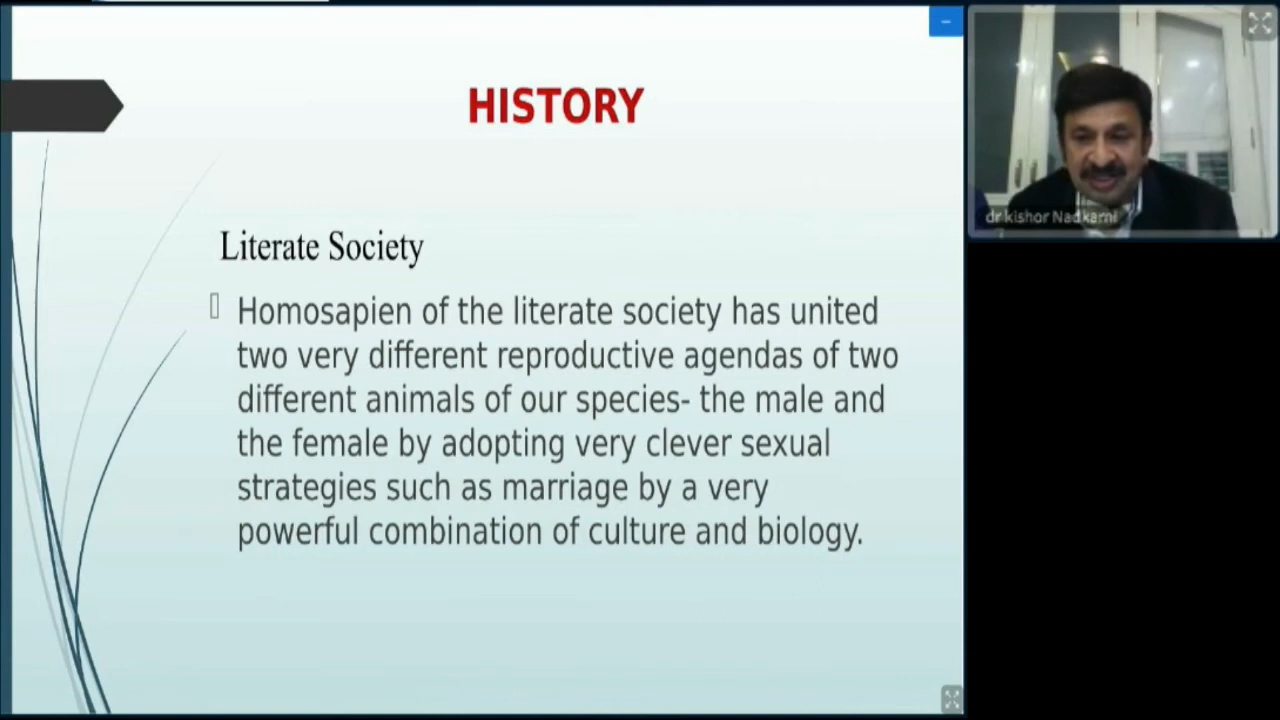 HISTORY
Literate Society
Homosapien of the literate society has united
two very different reproductive agendas of two
different animals of our species- the male and
the female by adopting very clever sexual
strategies such as marriage by a very
powerful combination of culture and biology.
dr kishor Nadkarni